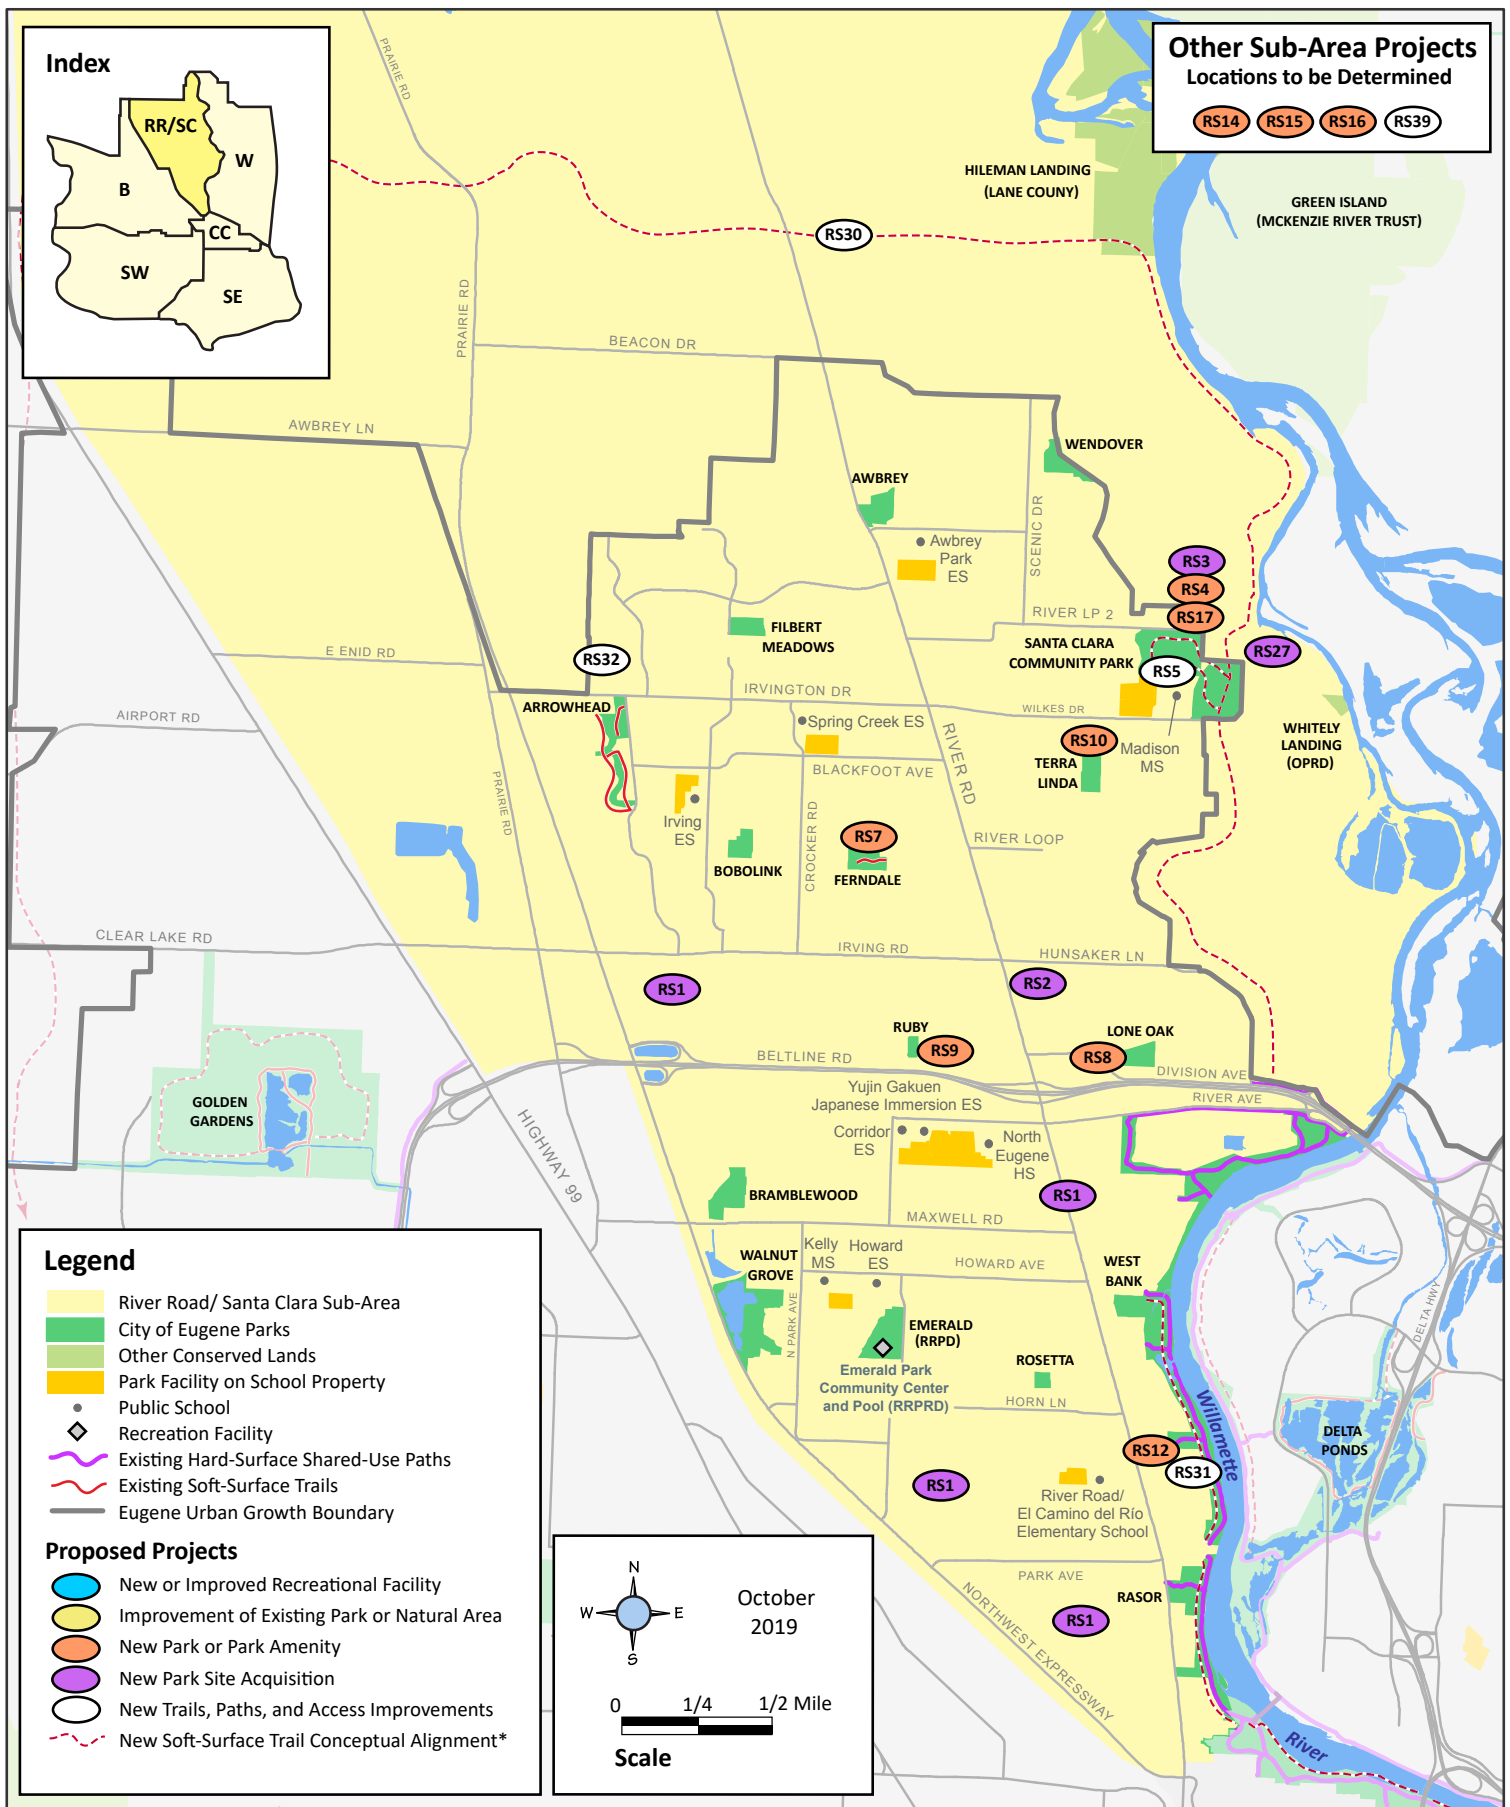 Index
RR/SC
W
B
CC
SW
SE
Other Sub-Area Projects
Locations to be Determined
RS14
RS15
RS16
RS39
PRAIRIE RD
HILEMAN LANDING
(LANE COUNY)
GREEN ISLAND
(MCKENZIE RIVER TRUST)
RS30
PRAIRIE RD
BEACON DR
AWBREY LN
WENDOVER
AWBREY
SCENIC DR
Awbrey
Park
ES
RS3
RS4
RS17
RIVER LP 2
FILBERT
MEADOWS
SANTA CLARA
COMMUNITY PARK
RS27
E ENID RD
RS32
RS5
IRVINGTON DR
ARROWHEAD
WILKES DR
AIRPORT RD
Spring Creek ES
RIVER RD
WHITELY
LANDING
(OPRD)
RS10
Madison
MS
TERRA
LINDA
BLACKFOOT AVE
PRAIRIE RD
Irving
ES
CROCKER RD
RS7
RIVER LOOP
BOBOLINK
FERNDALE
CLEAR LAKE RD
IRVING RD
HUNSAKER LN
RS1
RS2
RUBY
RS9
LONE OAK
RS8
BELTLINE RD
DIVISION AVE
RIVER AVE
Yujin Gakuen
Japanese Immersion ES
GOLDEN
GARDENS
Corridor
ES
North
Eugene
HS
HIGHWAY 99
BRAMBLEWOOD
RS1
MAXWELL RD
Kelly
MS
Howard
ES
WALNUT
GROVE
HOWARD AVE
WEST
BANK
N PARK AVE
EMERALD
(RRPD)
DELTA HWY
Emerald Park
Community Center
and Pool (RRPRD)
ROSETTA
HORN LN
Willamette
DELTA
PONDS
RS12
RS31
RS1
River Road/
El Camino del Río
Elementary School
PARK AVE
RASOR
RS1
NORTHWEST EXPRESSWAY
River
Legend
River Road/ Santa Clara Sub-Area
City of Eugene Parks
Other Conserved Lands
Park Facility on School Property
Public School
Recreation Facility
Existing Hard-Surface Shared-Use Paths
Existing Soft-Surface Trails
Eugene Urban Growth Boundary
Proposed Projects
New or Improved Recreational Facility
Improvement of Existing Park or Natural Area
New Park or Park Amenity
New Park Site Acquisition
New Trails, Paths, and Access Improvements
New Soft-Surface Trail Conceptual Alignment*
N
W
E
S
October
2019
0 1/4 1/2 Mile
Scale